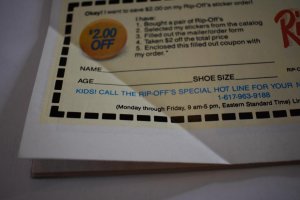 Okay! I want to save $2.00 on my Rip-Off's sticker order!
$2.00
OFF
I have:
1. Bought a pair of Rip-Off's
2. Selected my stickers from the catalog
3. Filled out the mailer/order form
4. Taken $2 off the total price
5. Enclosed this filled out coupon with
my order."
R
NAME
AGE SHOE SIZE
KIDS! CALL THE RIP-OFF'S SPECIAL HOT LINE FOR YOUR
1-617-963-9188
(Monday through Friday, 9 am-6 pm, Eastern Standard Time)